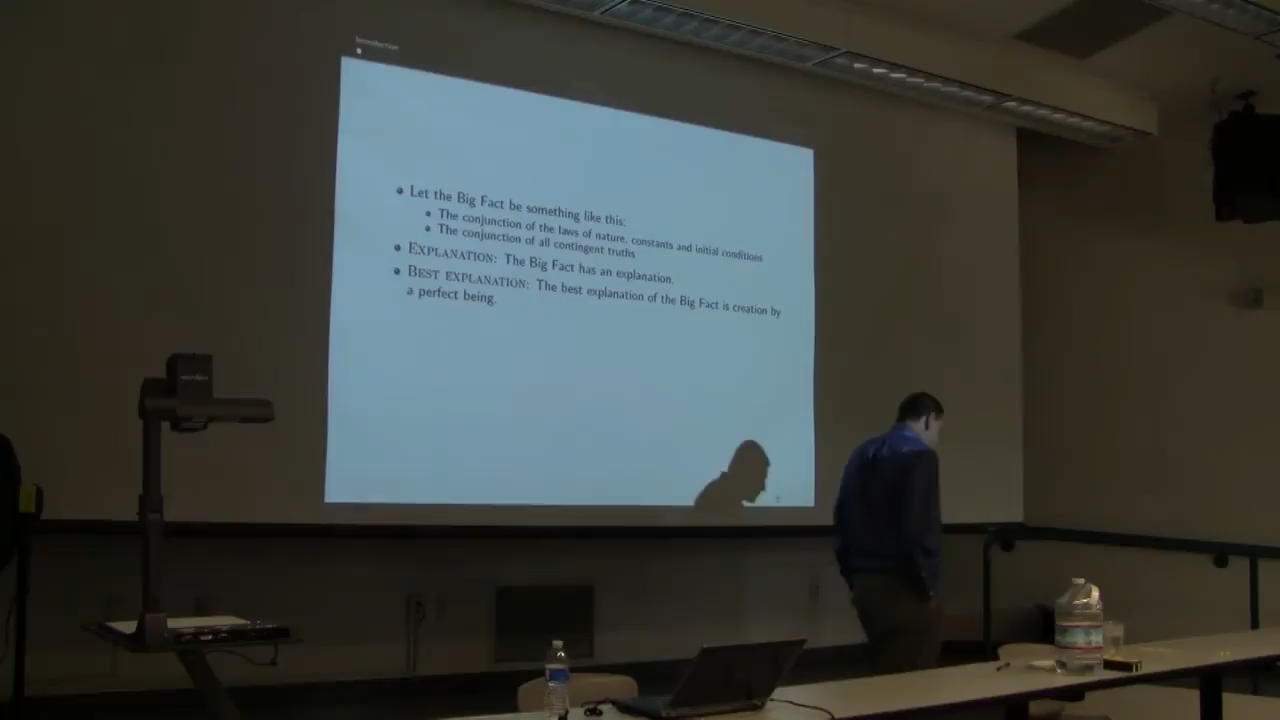 Introduction
Let the Big Fact be something like this:
The conjunction of the laws of nature, constants and initial conditions
The conjunction of all contingent truths
EXPLANATION: The Big Fact has an explanation.
BEST EXPLANATION: The best explanation of the Big Fact is creation by
a perfect being.